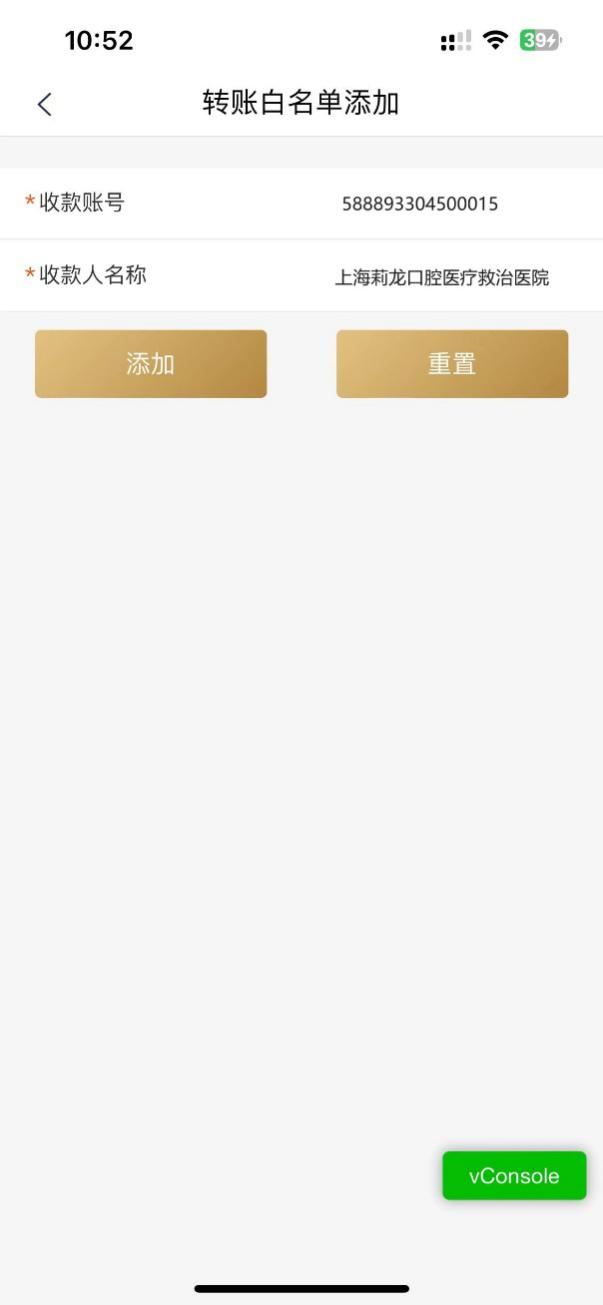 10:52
39
转账白名单添加
*收款账号 588893304500015
*收款人名称 上海莉龙口腔医疗救治医院
添加 重置
vConsole